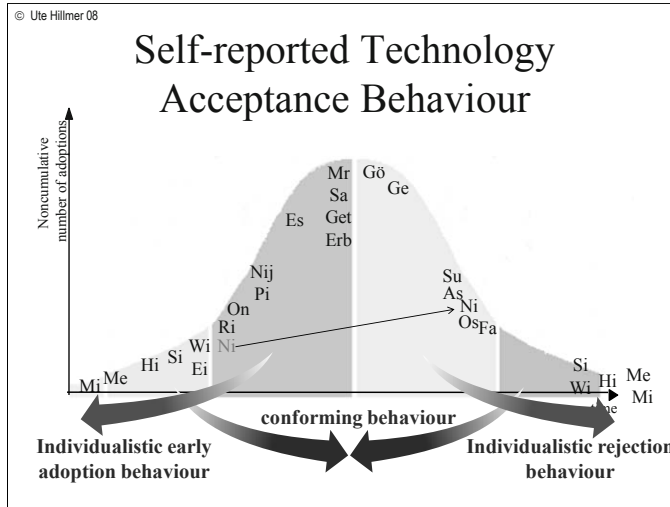 © Ute Hillmer 08
Self-reported Technology
Acceptance Behaviour
Noncumulative
number of adoptions
Mr
Sa
Get
Erb
Gö
Ge
Es
Nij
Pi
On
Ri
Ni
Su
As
Ni
Os
Fa
Wi
Ei
Si
Hi
Me
Mi
Si
Wi
Hi
Me
Mi
conforming behaviour
Individualistic early
adoption behaviour
Individualistic rejection
behaviour